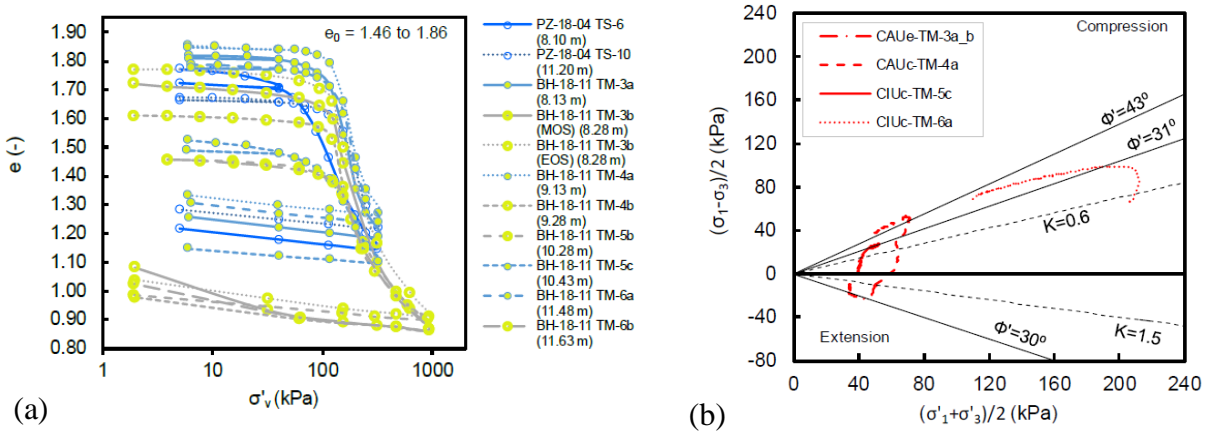 e₀ = 1.46 to 1.86
1.90
1.80
1.70
1.60
1.50
1.40
1.30
1.20
1.10
1.00
0.90
0.80
e (-)
1
10
100
1000
σ'ᵥ (kPa)
(a)
PZ-18-04 TS-6
(8.10 m)
PZ-18-04 TS-10
(11.20 m)
BH-18-11 TM-3a
(8.13 m)
BH-18-11 TM-3b
(MOS) (8.28 m)
BH-18-11 TM-3b
(EOS) (8.28 m)
BH-18-11 TM-4a
(9.13 m)
BH-18-11 TM-4b
(9.28 m)
BH-18-11 TM-5b
(10.28 m)
BH-18-11 TM-5c
(10.43 m)
BH-18-11 TM-6a
(11.48 m)
BH-18-11 TM-6b
(11.63 m)
240
200
160
120
80
40
0
-40
-80
(σ₁-σ₃)/2 (kPa)
CAUe-TM-3a_b
CAUc-TM-4a
CIUc-TM-5c
CIUc-TM-6a
Compression
Φ'=43º
Φ'=31º
K=0.6
Extension
Φ'=30º
K=1.5
0
40
80
120
160
200
240
(σ'₁+σ'₃)/2 (kPa)
(b)